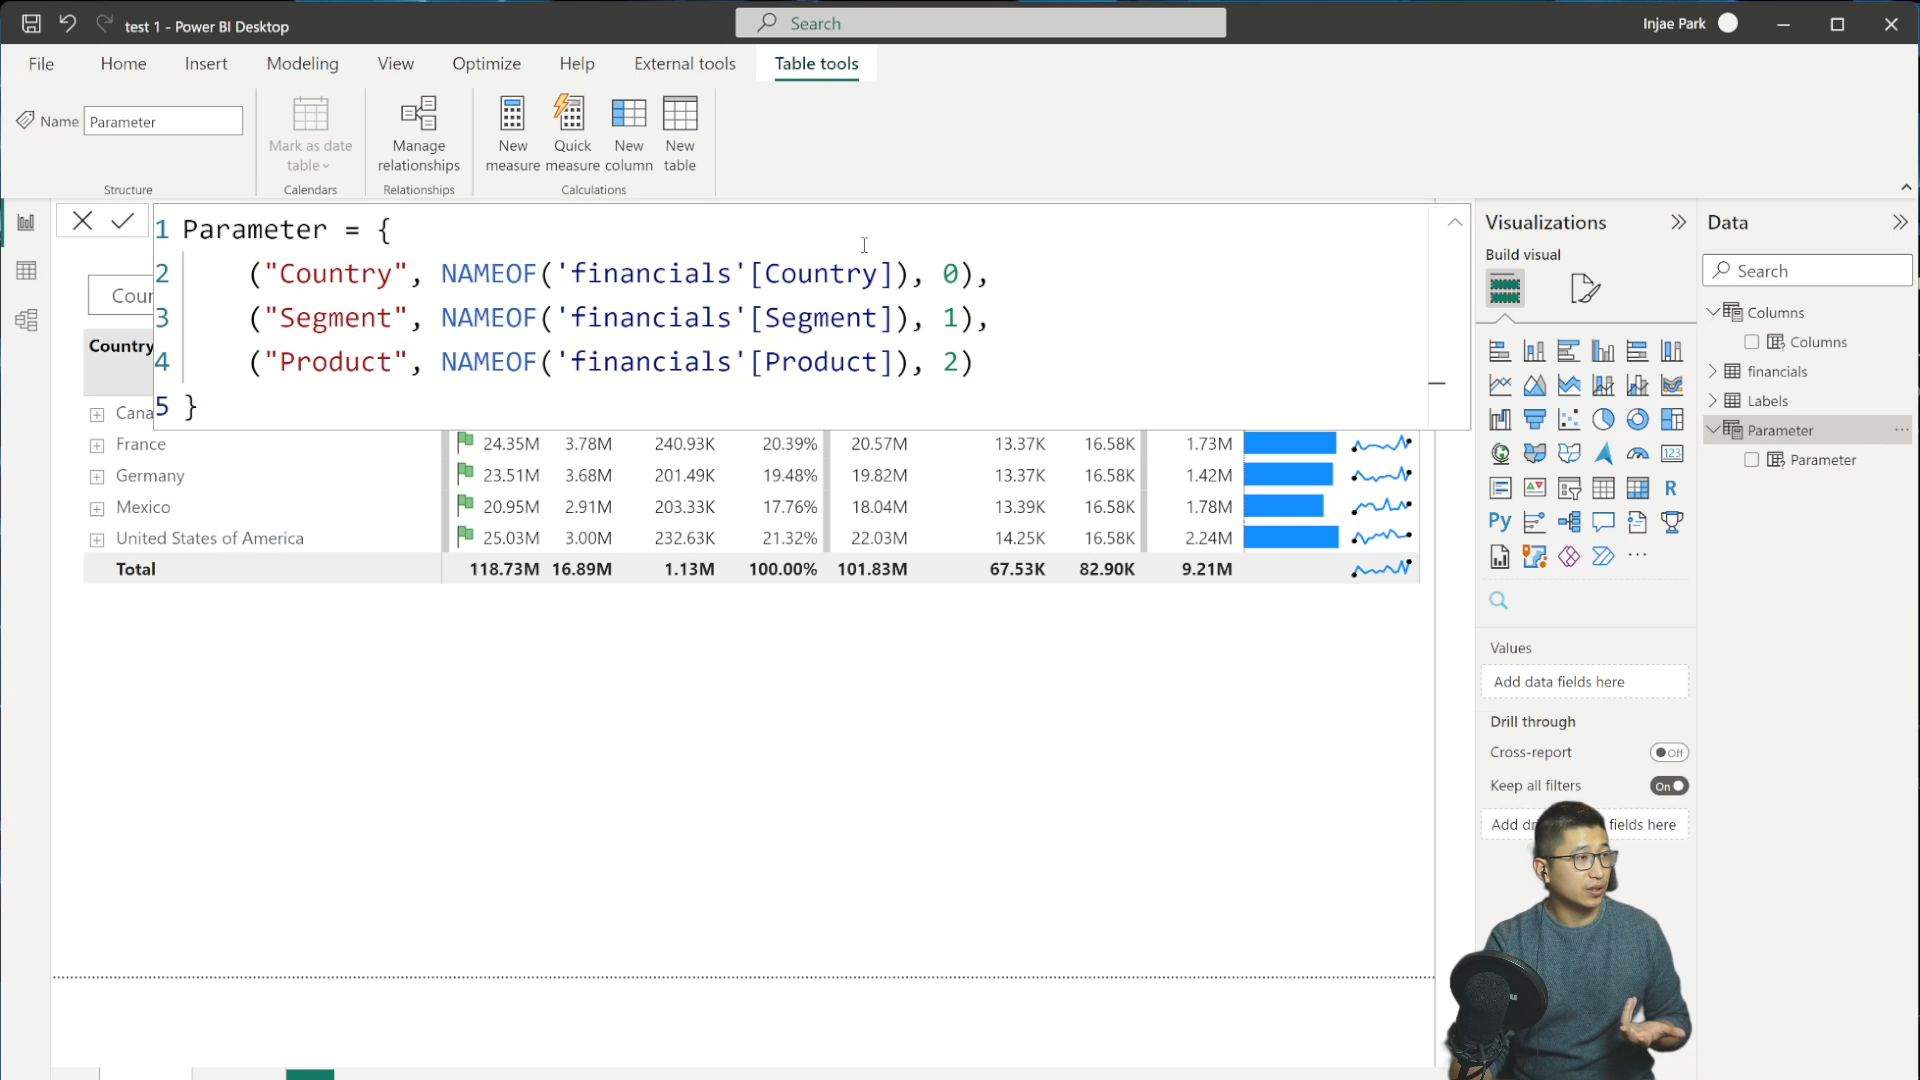 test 1 - Power BI Desktop
Search
Injae Park
File Home Insert Modeling View Optimize Help External tools Table tools
Name Parameter
Mark as date table
Manage relationships
New measure
Quick measure
New column
New table
Structure Calendars Relationships Calculations
1 Parameter = {
2 ("Country", NAMEOF('financials'[Country]), 0),
3 ("Segment", NAMEOF('financials'[Segment]), 1),
4 ("Product", NAMEOF('financials'[Product]), 2)
5 }
Coun
Country
Cana
France 24.35M 3.78M 240.93K 20.39% 20.57M 13.37K 16.58K 1.73M
Germany 23.51M 3.68M 201.49K 19.48% 19.82M 13.37K 16.58K 1.42M
Mexico 20.95M 2.91M 203.33K 17.76% 18.04M 13.39K 16.58K 1.78M
United States of America 25.03M 3.00M 232.63K 21.32% 22.03M 14.25K 16.58K 2.24M
Total 118.73M 16.89M 1.13M 100.00% 101.83M 67.53K 82.90K 9.21M
Visualizations
Build visual
123
R
Py
Values
Add data fields here
Drill through
Cross-report Off
Keep all filters On
Add dr fields here
Data
Search
Columns
Columns
financials
Labels
Parameter
Parameter